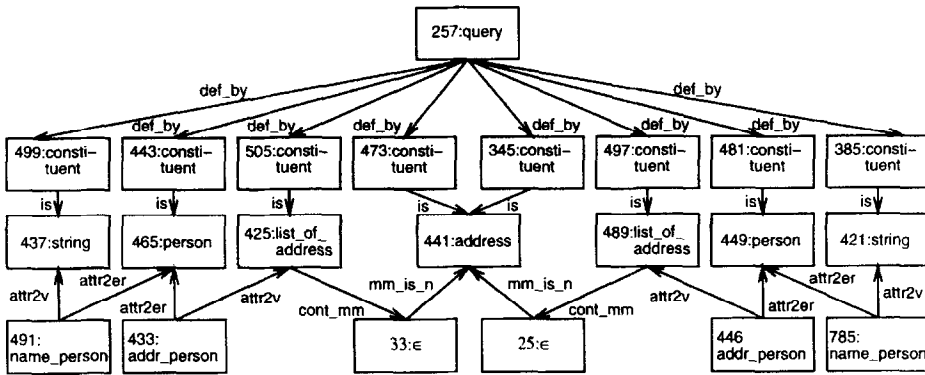 257:query
def_by
def_by
def_by
def_by
def_by
def_by
def_by
def_by
499:consti-
tuent
443:consti-
tuent
505:consti-
tuent
473:consti-
tuent
345:consti-
tuent
497:consti-
tuent
481:consti-
tuent
385:consti-
tuent
is
is
is
is
is
is
is
is
437:string
465:person
425:list_of_
address
441:address
489:list_of_
address
449:person
421:string
attr2v
attr2er
attr2er
attr2v
cont_mm
mm_is_n
mm_is_n
cont_mm
attr2v
attr2er
attr2er
attr2v
491:
name_person
433:
addr_person
33:∈
25:∈
446
addr_person
785:
name_person